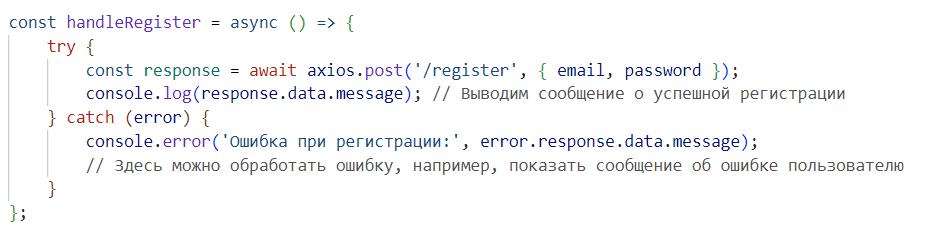 const handleRegister = async () => {
    try {
        const response = await axios.post('/register', { email, password });
        console.log(response.data.message); // Выводим сообщение о успешной регистрации
    } catch (error) {
        console.error('Ошибка при регистрации:', error.response.data.message);
        // Здесь можно обработать ошибку, например, показать сообщение об ошибке пользователю
    }
};